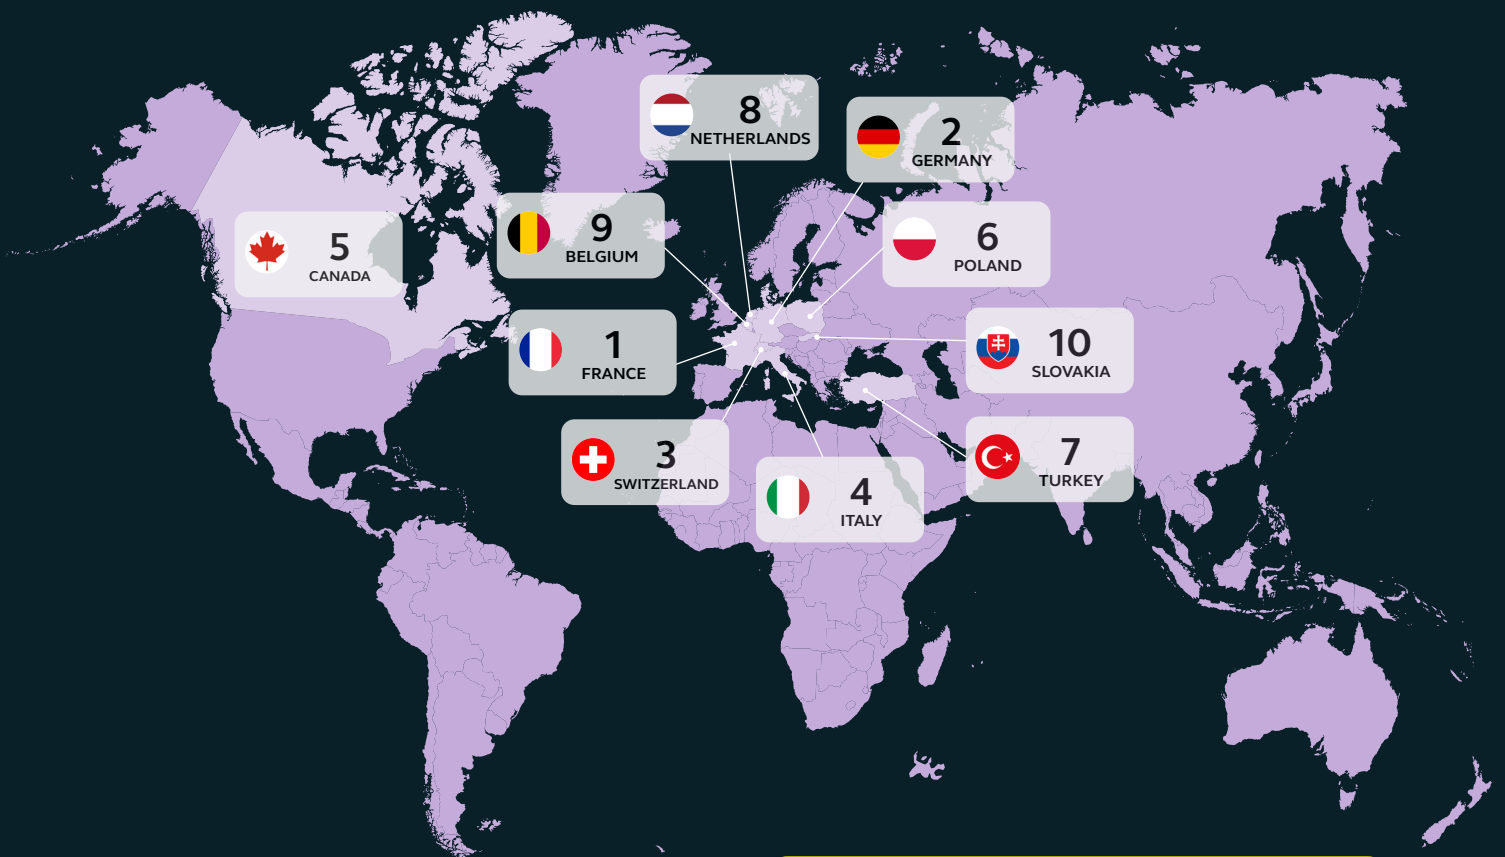 8
NETHERLANDS
2
GERMANY
9
BELGIUM
6
POLAND
5
CANADA
1
FRANCE
10
SLOVAKIA
3
SWITZERLAND
7
TURKEY
4
ITALY